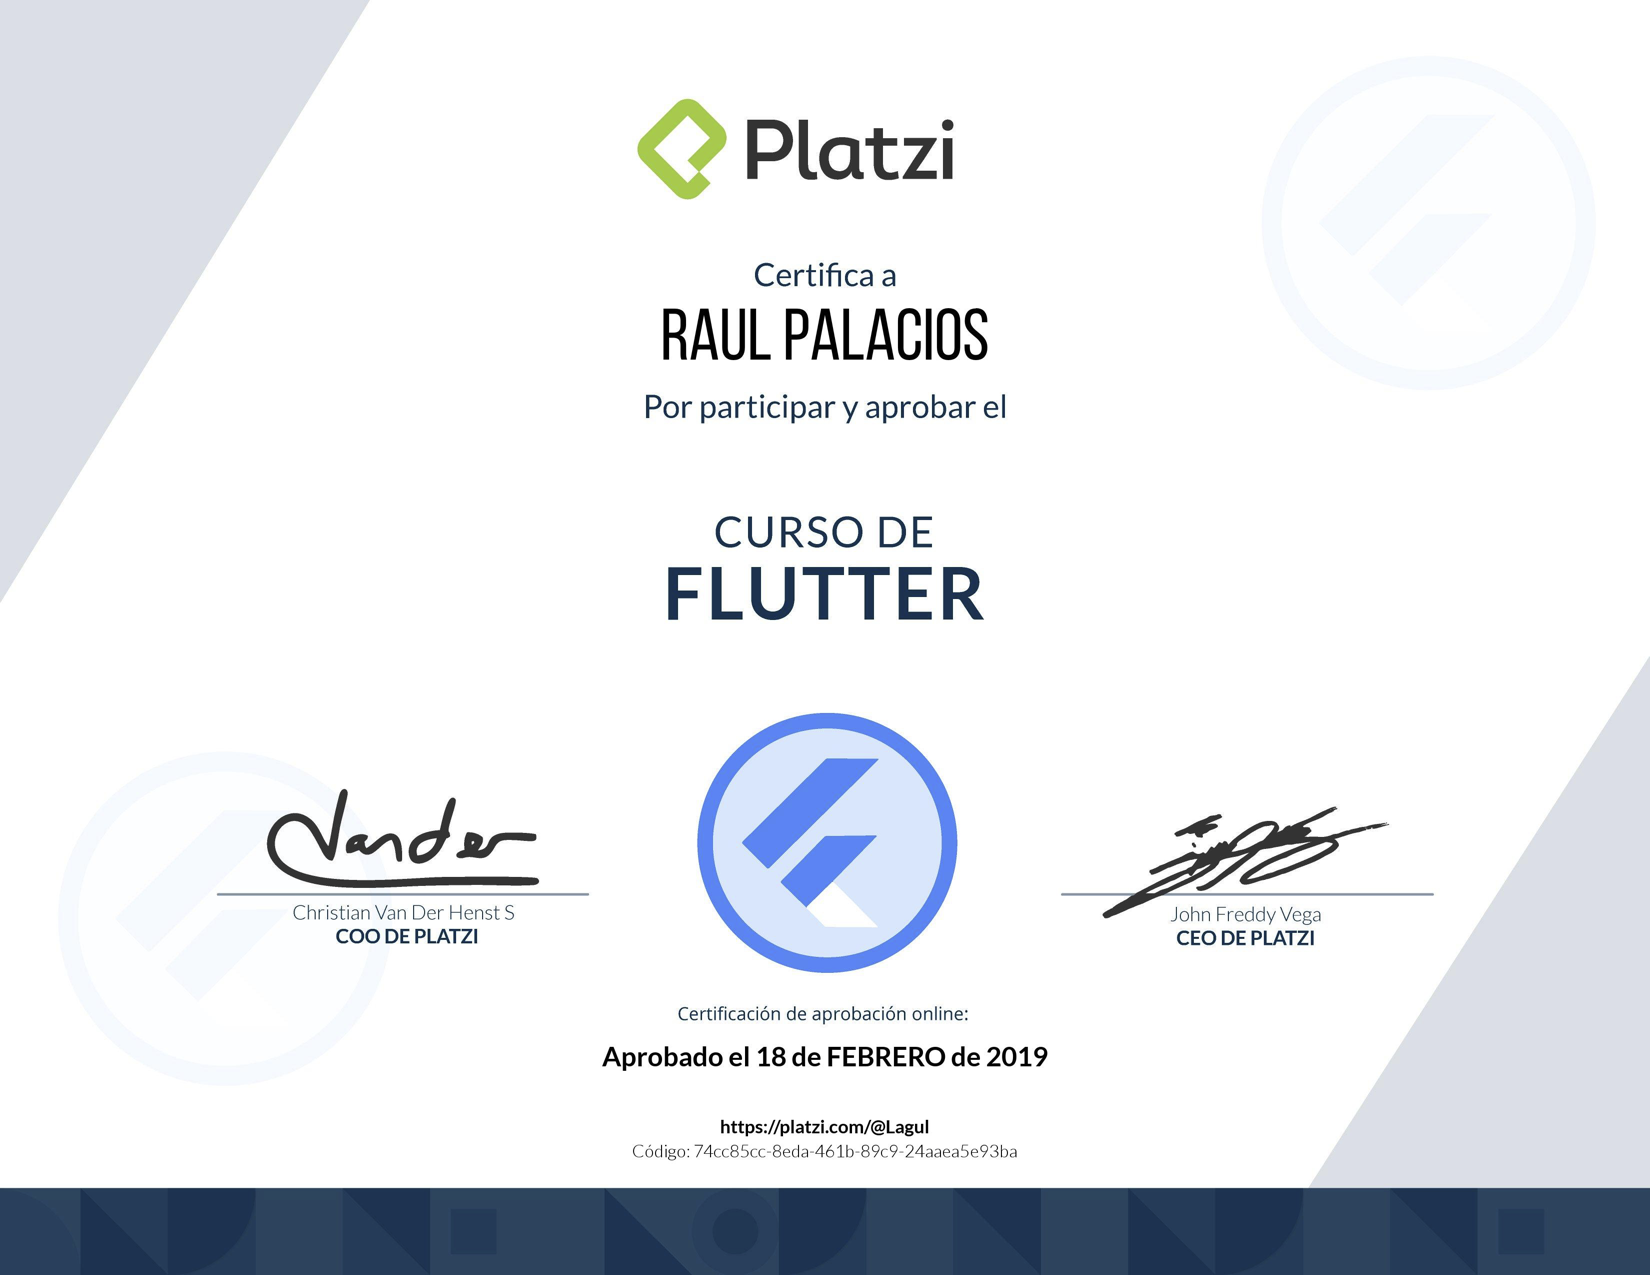 Platzi
Certifica a
RAUL PALACIOS
Por participar y aprobar el
CURSO DE
FLUTTER
Vander
Christian Van Der Henst S
COO DE PLATZI
John Freddy Vega
CEO DE PLATZI
Certificación de aprobación online:
Aprobado el 18 de FEBRERO de 2019
https://platzi.com/@Lagul
Código: 74cc85cc-8eda-461b-89c9-24aaea5e93ba